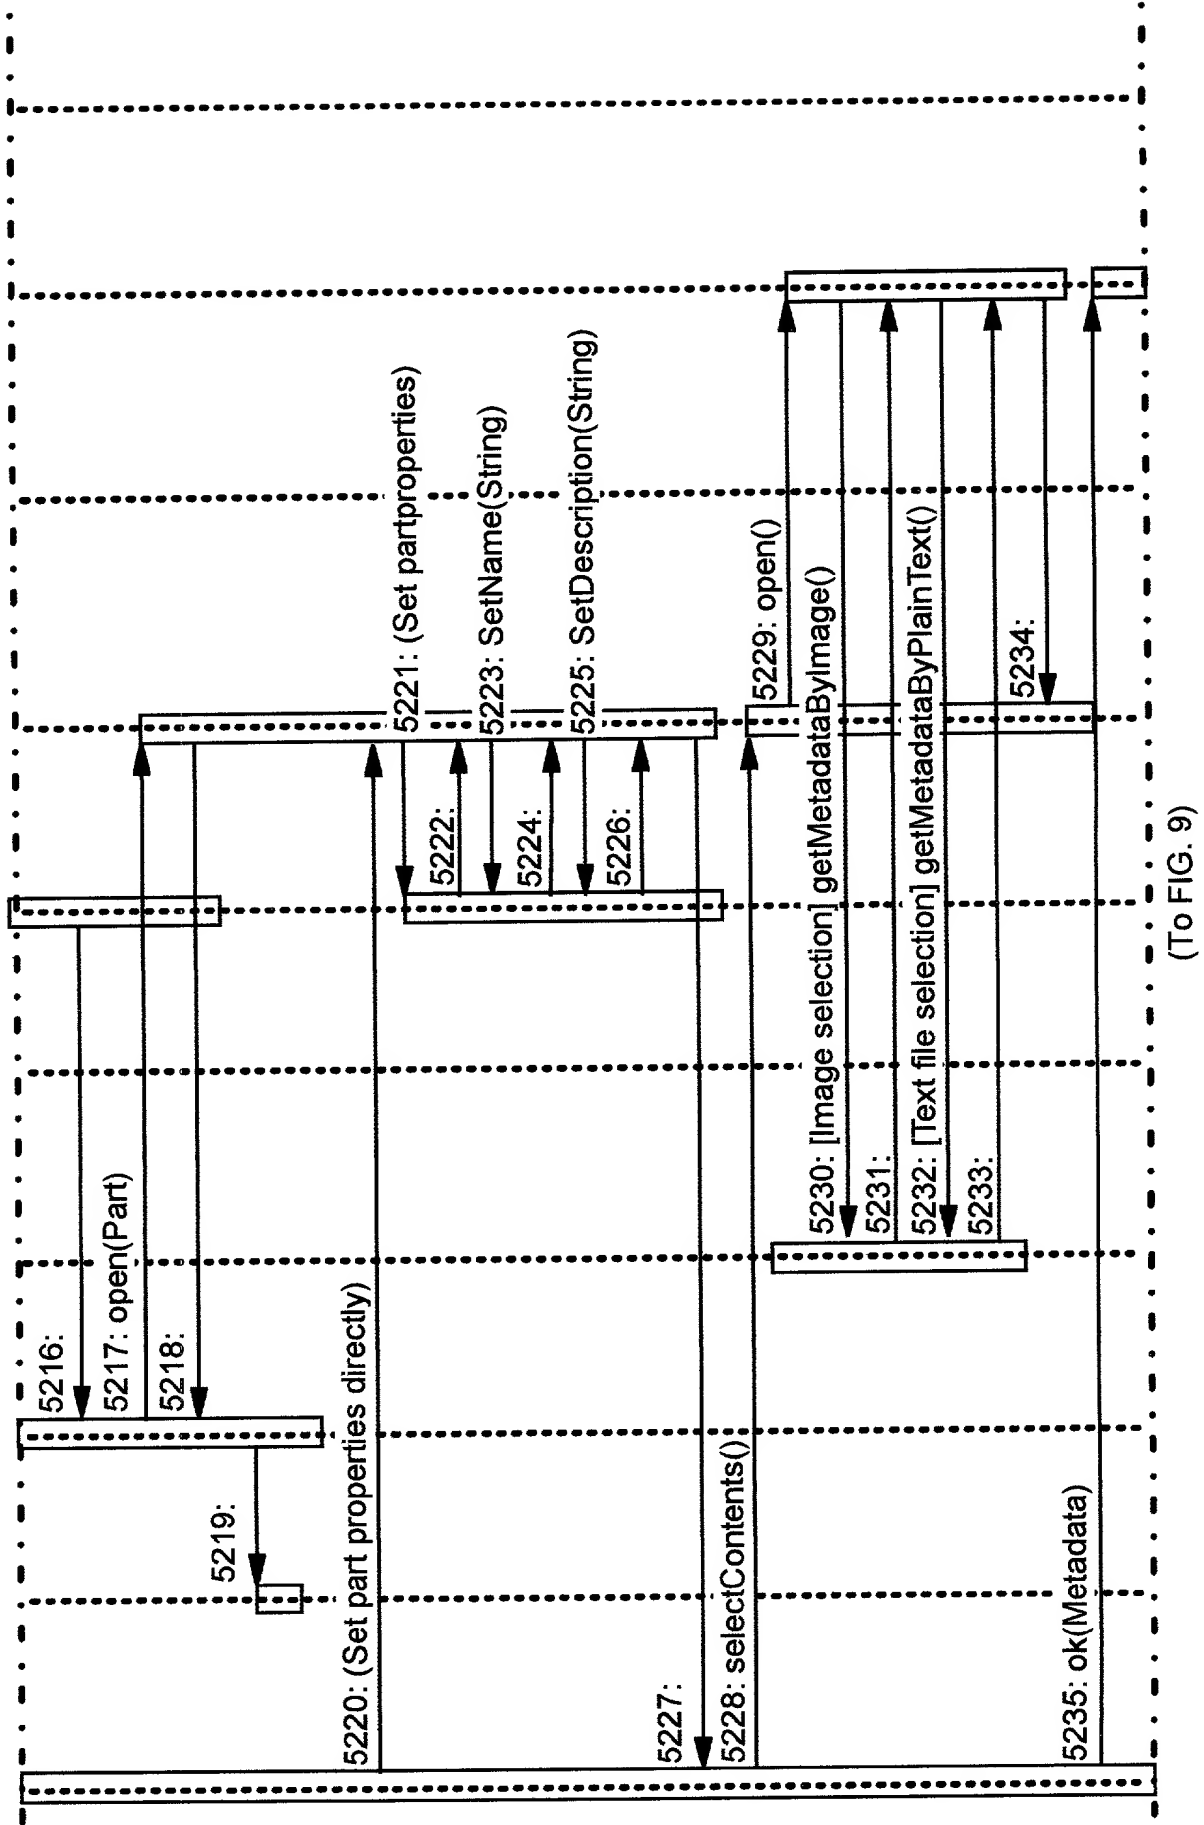 5216:
5217: open(Part)
5218:
5219:
5220: (Set part properties directly)
5221: (Set partproperties)
5222:
5223: SetName(String)
5224:
5225: SetDescription(String)
5226:
5227:
5228: selectContents()
5229: open()
5230: [Image selection] getMetadataByImage()
5231:
5232: [Text file selection] getMetadataByPlainText()
5233:
5234:
5235: ok(Metadata)
(To FIG. 9)